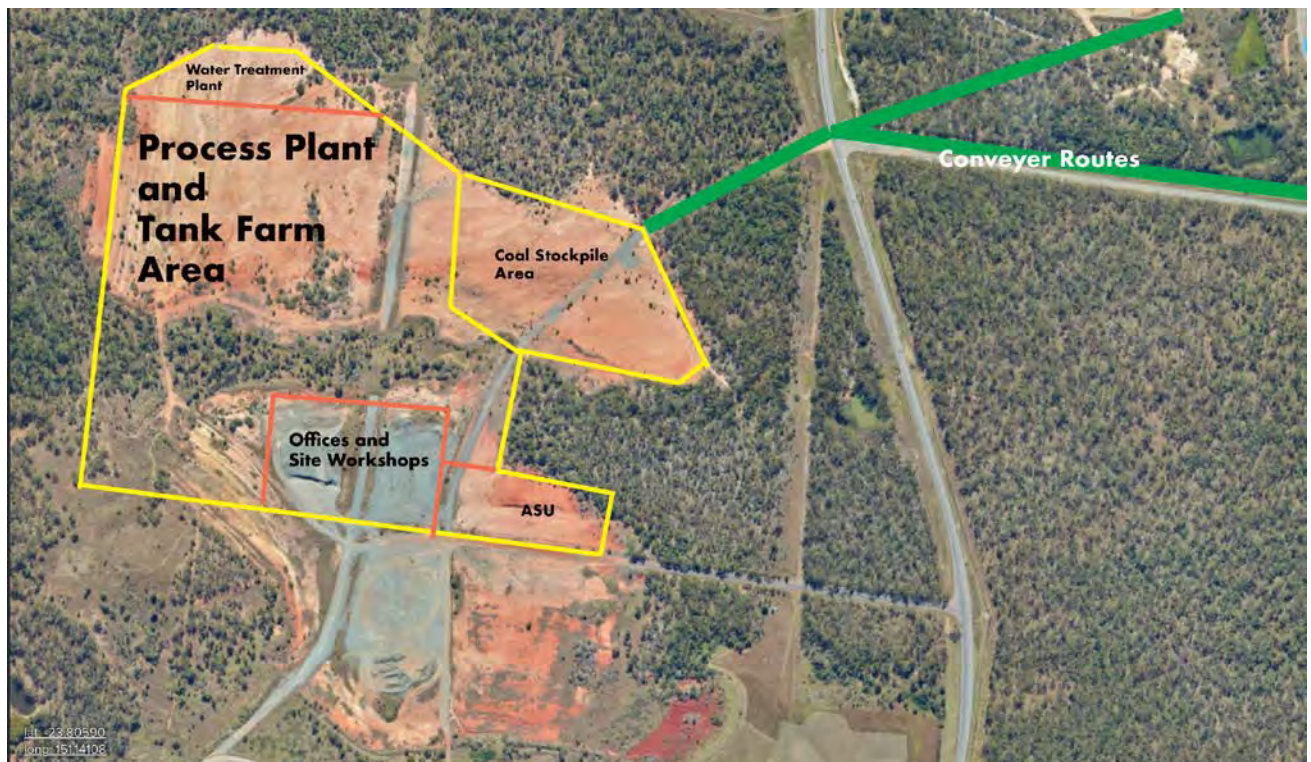 Water Treatment
Plant
Process Plant
and
Tank Farm
Area
Conveyer Routes
Coal Stockpile
Area
Offices and
Site Workshops
ASU
lat: -23.80590
long: 151.14108